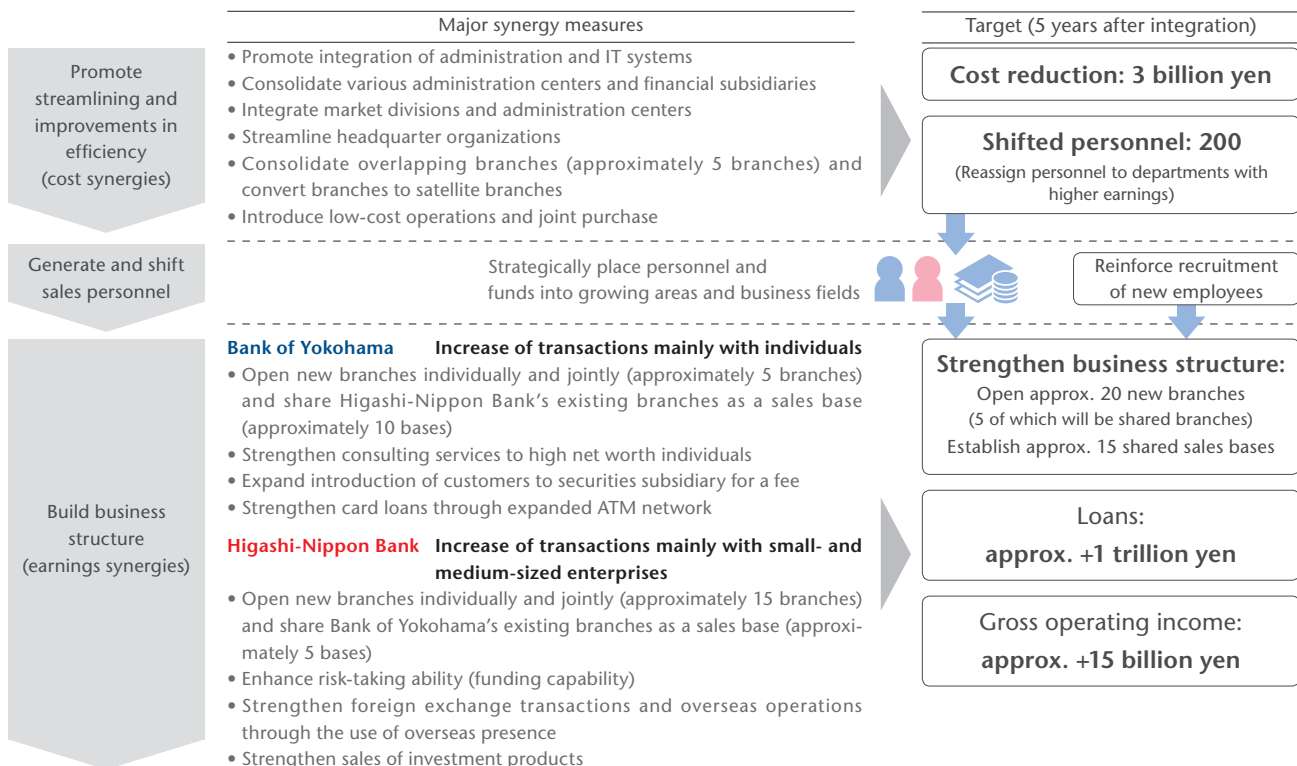 Major synergy measures
Target (5 years after integration)
Promote
streamlining and
improvements in
efficiency
(cost synergies)
• Promote integration of administration and IT systems
• Consolidate various administration centers and financial subsidiaries
• Integrate market divisions and administration centers
• Streamline headquarter organizations
• Consolidate overlapping branches (approximately 5 branches) and
convert branches to satellite branches
• Introduce low-cost operations and joint purchase
Cost reduction: 3 billion yen
Shifted personnel: 200
(Reassign personnel to departments with
higher earnings)
Generate and shift
sales personnel
Strategically place personnel and
funds into growing areas and business fields
Reinforce recruitment
of new employees
Build business
structure
(earnings synergies)
Bank of Yokohama Increase of transactions mainly with individuals
• Open new branches individually and jointly (approximately 5 branches)
and share Higashi-Nippon Bank’s existing branches as a sales base
(approximately 10 bases)
• Strengthen consulting services to high net worth individuals
• Expand introduction of customers to securities subsidiary for a fee
• Strengthen card loans through expanded ATM network
Higashi-Nippon Bank Increase of transactions mainly with small- and
medium-sized enterprises
• Open new branches individually and jointly (approximately 15 branches)
and share Bank of Yokohama’s existing branches as a sales base (approxi-
mately 5 bases)
• Enhance risk-taking ability (funding capability)
• Strengthen foreign exchange transactions and overseas operations
through the use of overseas presence
• Strengthen sales of investment products
Strengthen business structure:
Open approx. 20 new branches
(5 of which will be shared branches)
Establish approx. 15 shared sales bases
Loans:
approx. +1 trillion yen
Gross operating income:
approx. +15 billion yen